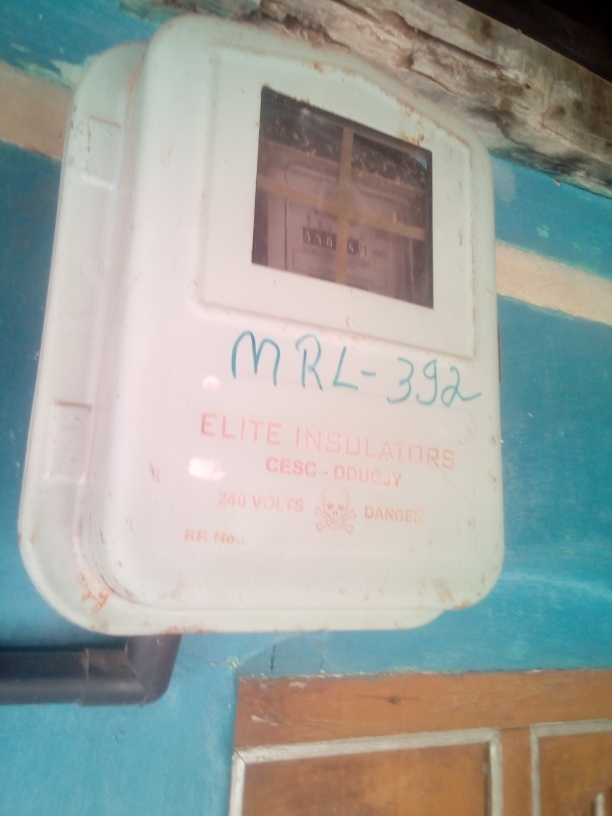 MRL-392
ELITE INSULATORS
CESC - DDUGJY
240 VOLTS DANGER
RR No.: